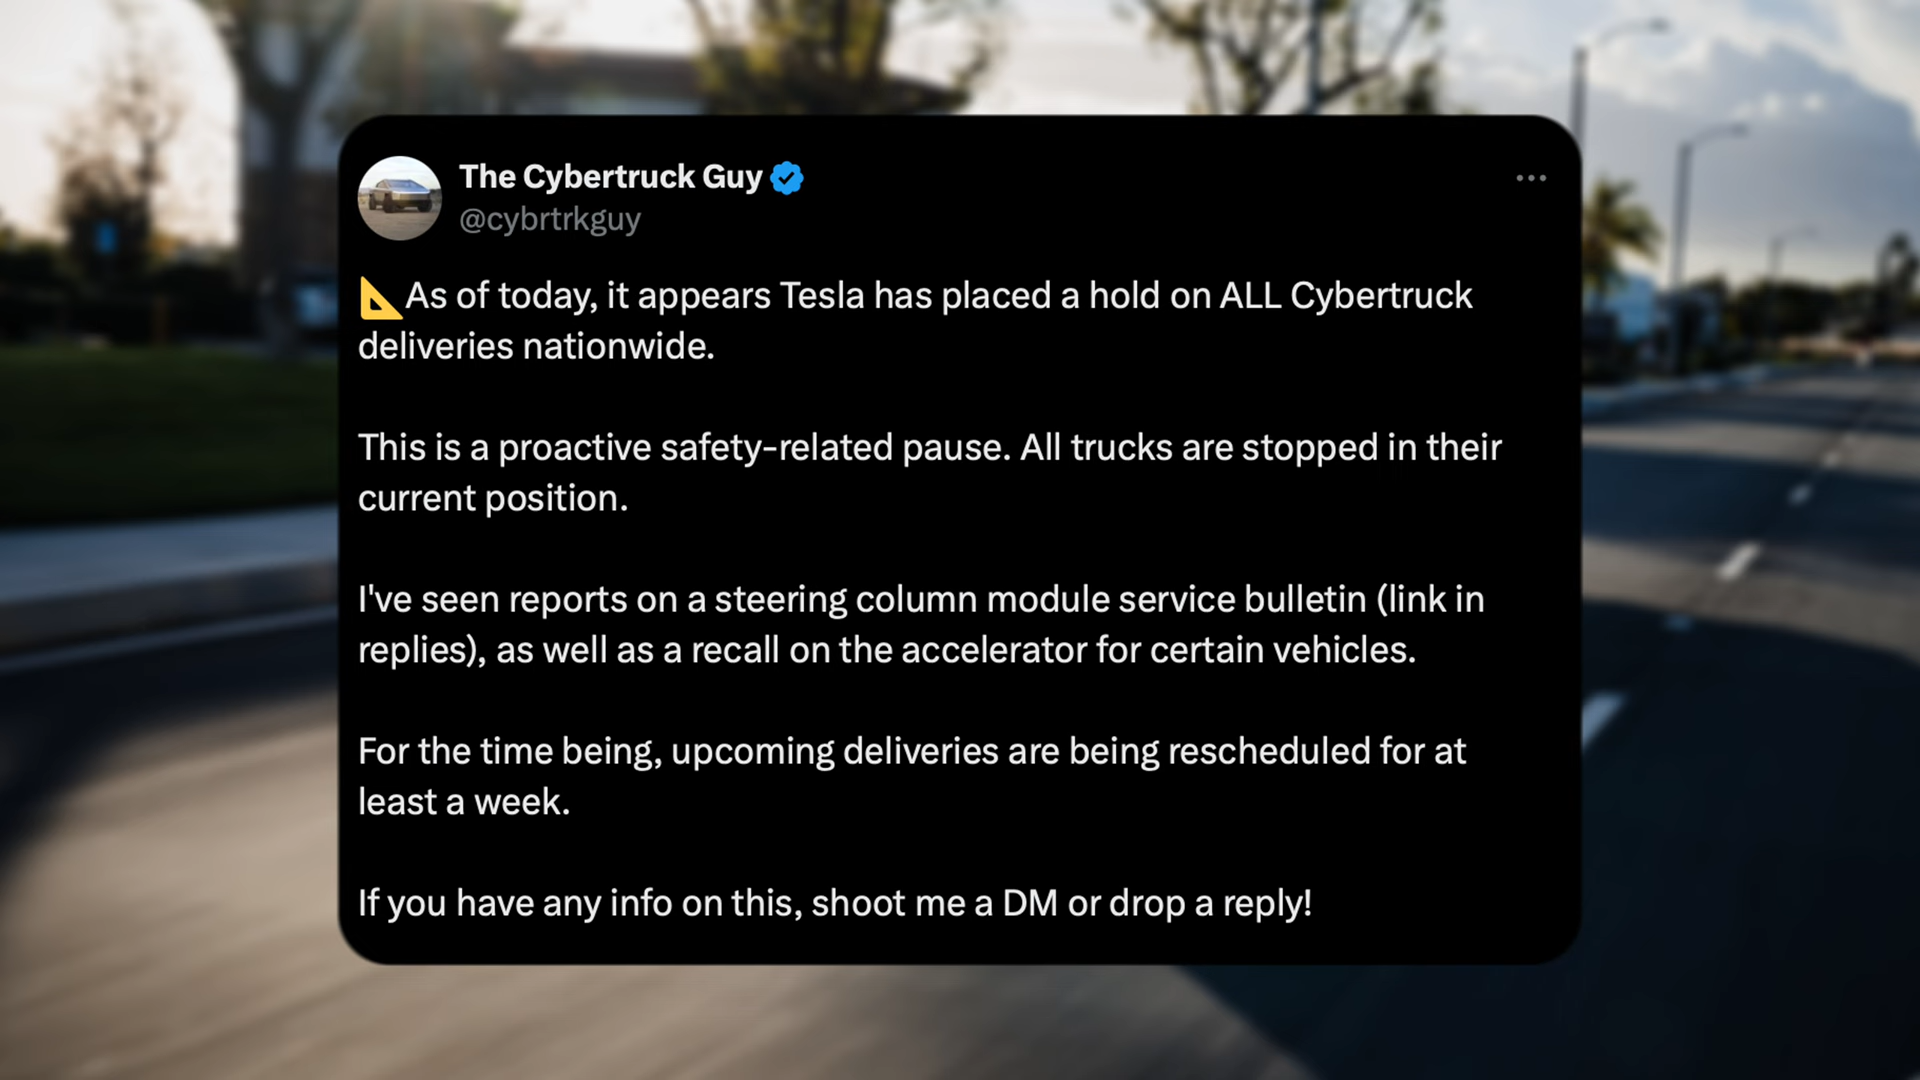 The Cybertruck Guy
@cybrtrkguy
📐As of today, it appears Tesla has placed a hold on ALL Cybertruck
deliveries nationwide.
This is a proactive safety-related pause. All trucks are stopped in their
current position.
I've seen reports on a steering column module service bulletin (link in
replies), as well as a recall on the accelerator for certain vehicles.
For the time being, upcoming deliveries are being rescheduled for at
least a week.
If you have any info on this, shoot me a DM or drop a reply!